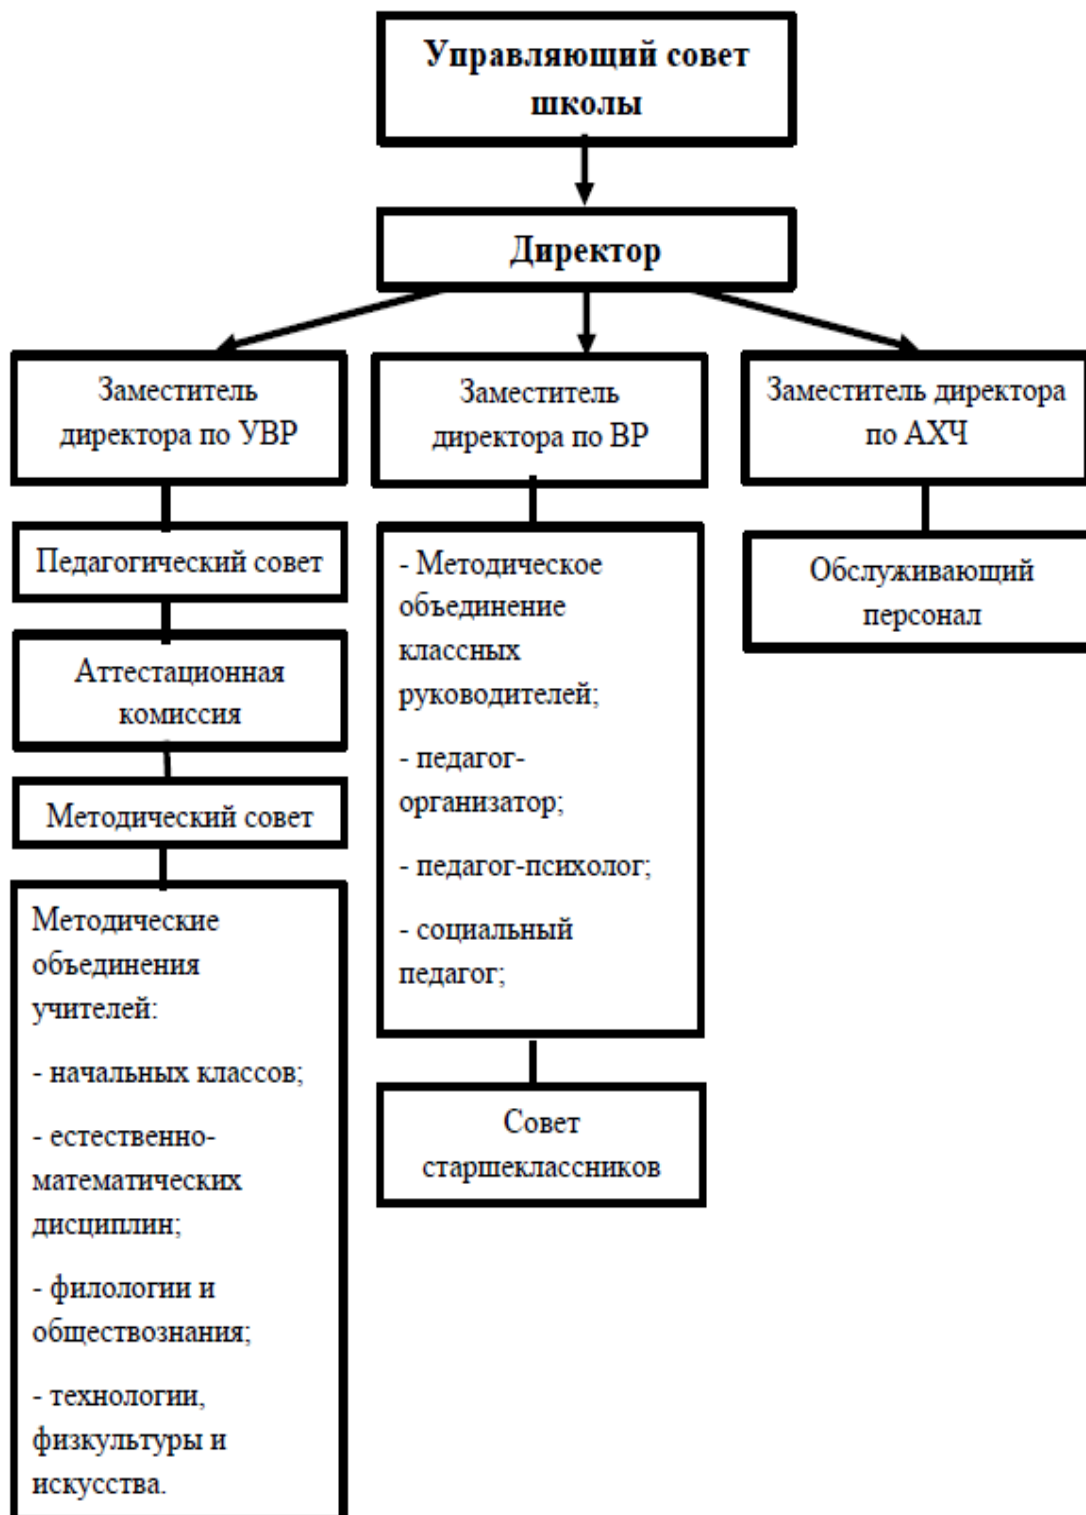 Управляющий совет
школы
Директор
Заместитель
директора по УВР
Заместитель
директора по ВР
Заместитель директора
по АХЧ
Педагогический совет
Аттестационная
комиссия
Методический совет
Методические
объединения
учителей:
- начальных классов;
- естественно-
математических
дисциплин;
- филологии и
обществознания;
- технологии,
физкультуры и
искусства.
- Методическое
объединение
классных
руководителей;
- педагог-
организатор;
- педагог-психолог;
- социальный
педагог;
Совет
старшеклассников
Обслуживающий
персонал